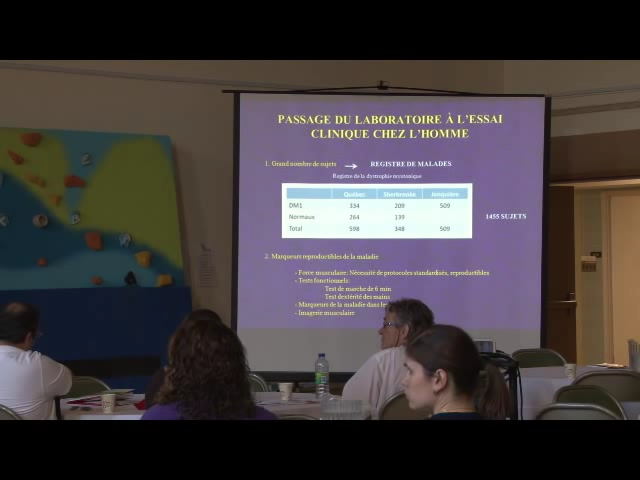 PASSAGE DU LABORATOIRE À L'ESSAI
CLINIQUE CHEZ L'HOMME
1. Grand nombre de sujets → REGISTRE DE MALADES
Registre de la dystrophie myotonique
Québec Sherbrooke Jonquière
DM1 334 209 509
Normaux 264 139
Total 598 348 509
1455 SUJETS
2. Marqueurs reproductibles de la maladie
- Force musculaire: Nécessité de protocoles standardisés, reproductibles
- Tests fonctionnels:
Test de marche de 6 min
Test dextérité des mains
- Marqueurs de la maladie dans les
- Imagerie musculaire